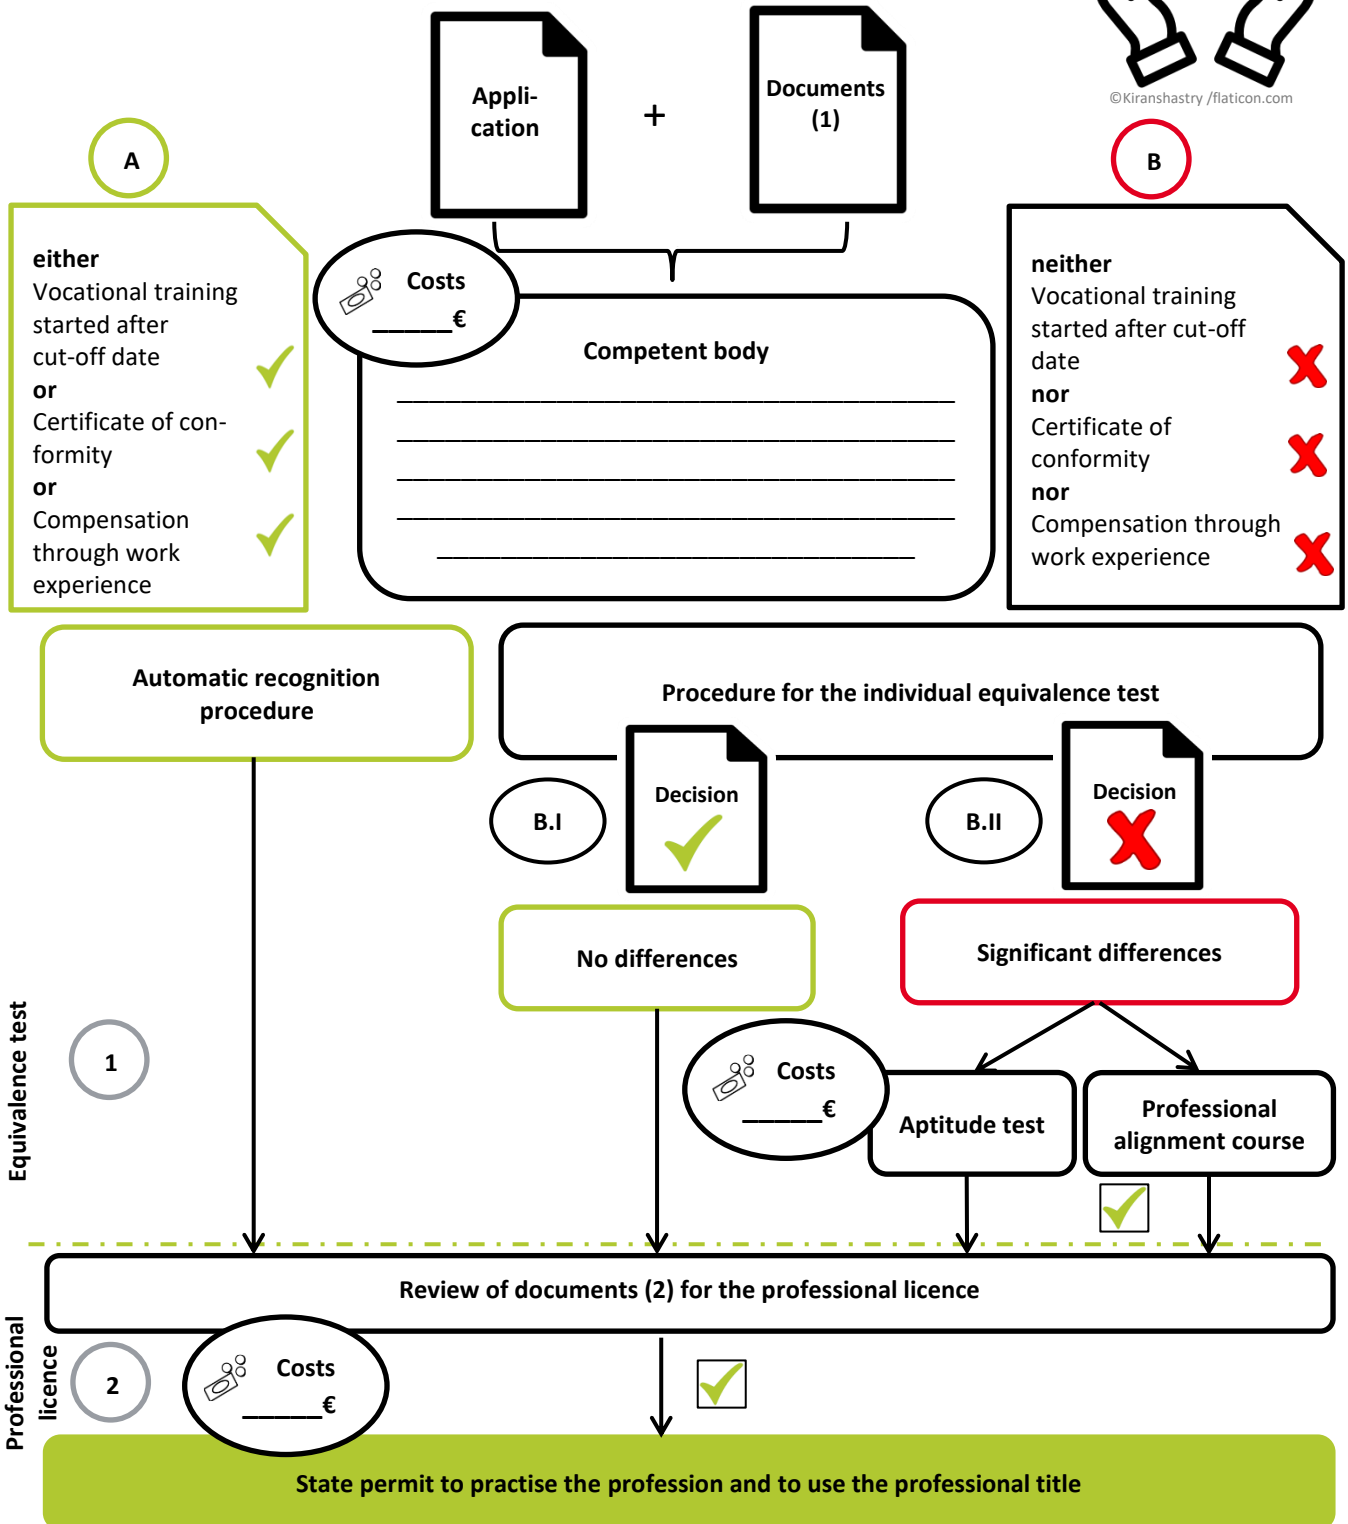 Appli-
cation
+
Documents
(1)
©Kiranshastry /flaticon.com
A
either
Vocational training
started after
cut-off date
or
Certificate of con-
formity
or
Compensation
through work
experience
Costs
_____€
Competent body
B
neither
Vocational training
started after cut-off
date
nor
Certificate of
conformity
nor
Compensation through
work experience
Automatic recognition
procedure
Procedure for the individual equivalence test
B.I
Decision
B.II
Decision
No differences
Significant differences
Equivalence test
1
Costs
_____€
Aptitude test
Professional
alignment course
Review of documents (2) for the professional licence
Professional
licence
2
Costs
_____€
State permit to practise the profession and to use the professional title